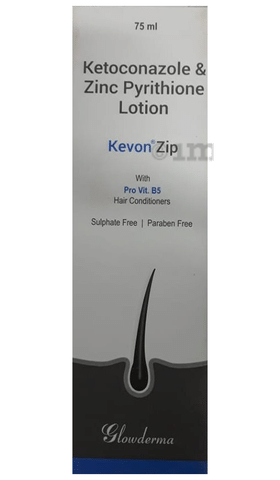 75 ml
Ketoconazole &
Zinc Pyrithione
Lotion
Kevon® Zip
With
Pro Vit. B5
Hair Conditioners
Sulphate Free | Paraben Free
Glowderma